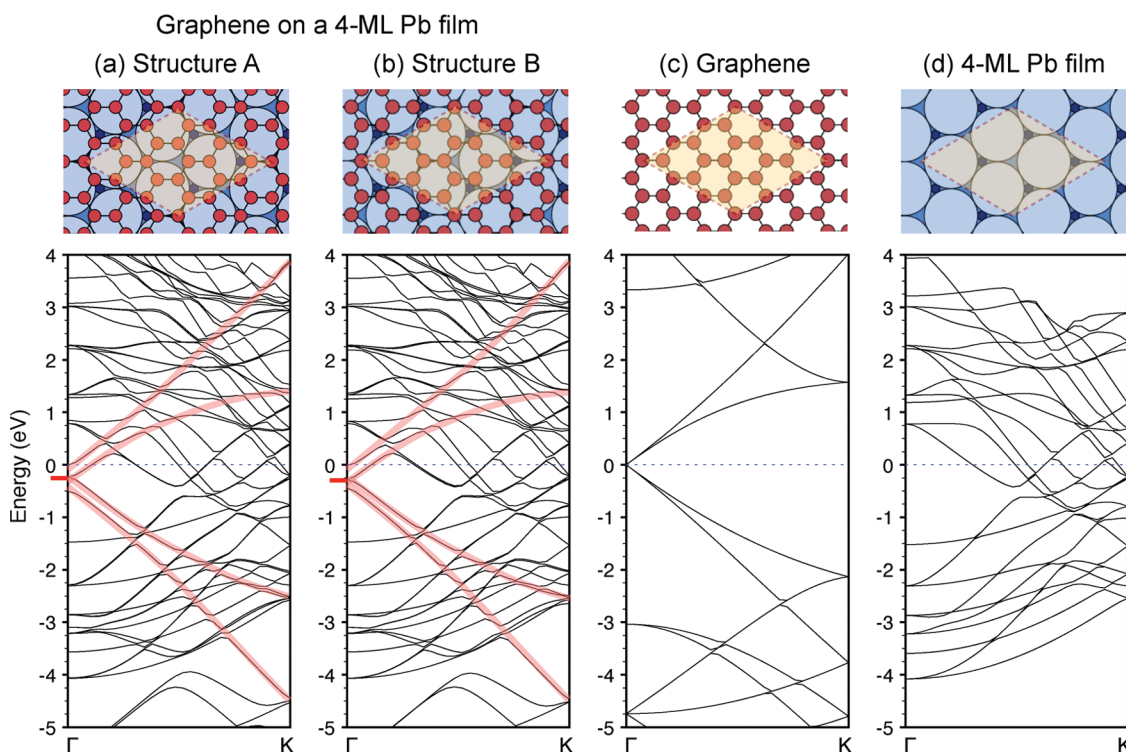 Graphene on a 4-ML Pb film
(a) Structure A
(b) Structure B
(c) Graphene
(d) 4-ML Pb film
Energy (eV)
4
3
2
1
0
-1
-2
-3
-4
-5
Γ
K
4
3
2
1
0
-1
-2
-3
-4
-5
Γ
K
4
3
2
1
0
-1
-2
-3
-4
-5
Γ
K
4
3
2
1
0
-1
-2
-3
-4
-5
Γ
K